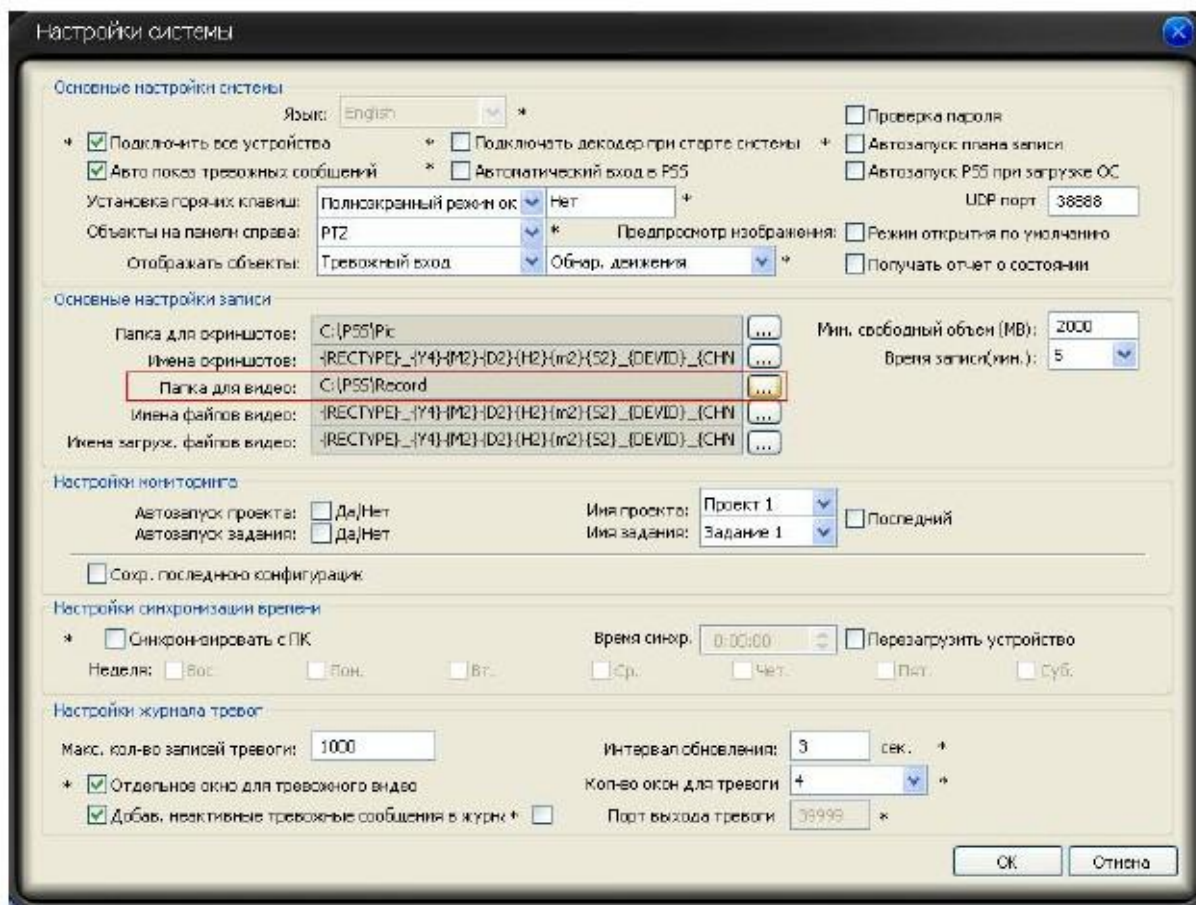 Настройки системы
Основные настройки системы
Язык: English *
Проверка пароля
* Подключить все устройства
* Подключать декодер при старте системы
* Автозапуск плана записи
Авто показ тревожных сообщений
* Автоматический вход в PSS
Автозапуск PSS при загрузке ОС
Установка горячих клавиш: Полноэкранный режим ок Нет *
UDP порт 38888
Объекты на панели справа: PTZ *
Предпросмотр изображения: Режим открытия по умолчанию
Отображать объекты: Тревожный вход Обнар. движения *
Получать отчет о состоянии
Основные настройки записи
Папка для скриншотов: C:\PSS\Pic ...
Мин. свободный объем (MB): 2000
Имена скриншотов: -{RECTYPE}-_{Y4}-{M2}-{D2}-{H2}-{m2}-{S2}_{DEVID}_{CHN ...
Время записи(мин.): 5
Папка для видео: C:\PSS\Record ...
Имена файлов видео: -{RECTYPE}-_{Y4}-{M2}-{D2}-{H2}-{m2}-{S2}_{DEVID}_{CHN ...
Имена загруж. файлов видео: -{RECTYPE}-_{Y4}-{M2}-{D2}-{H2}-{m2}-{S2}_{DEVID}_{CHN ...
Настройки мониторинга
Автозапуск проекта: Да/Нет
Имя проекта: Проект 1
Последний
Автозапуск задания: Да/Нет
Имя задания: Задание 1
Сохр. последнюю конфигурацик
Настройки синхронизации времени
* Синхронизировать с ПК
Время синхр. 0:00:00
Перезагрузить устройство
Неделя: Вос. Пон. Вт. Ср. Чет. Пят. Суб.
Настройки журнала тревог
Макс. кол-во записей тревоги: 1000
Интервал обновления: 3 сек. *
* Отдельное окно для тревожного видео
Кол-во окон для тревоги 4 *
Добав. неактивные тревожные сообщения в журн *
Порт выхода тревоги 39999 *
OK Отмена